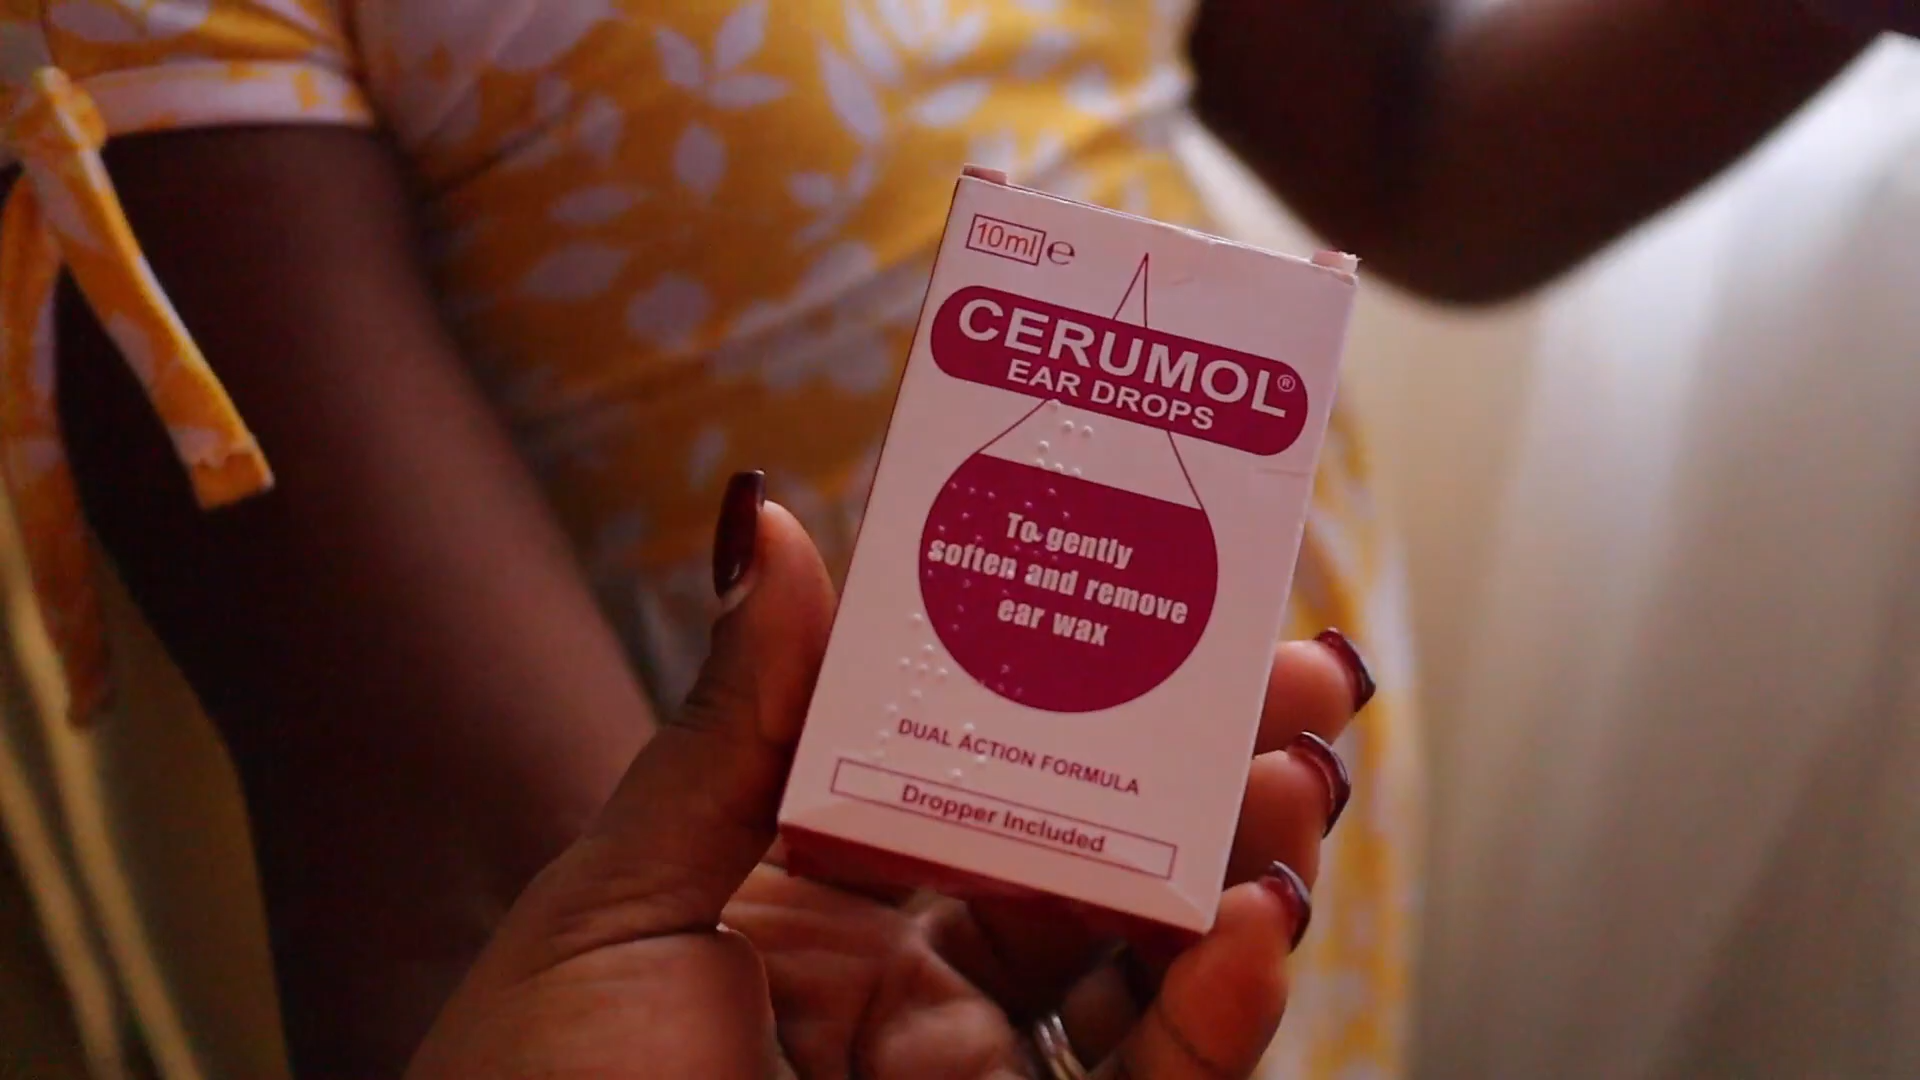 10ml e
CERUMOL®
EAR DROPS
To gently
soften and remove
ear wax
DUAL ACTION FORMULA
Dropper Included